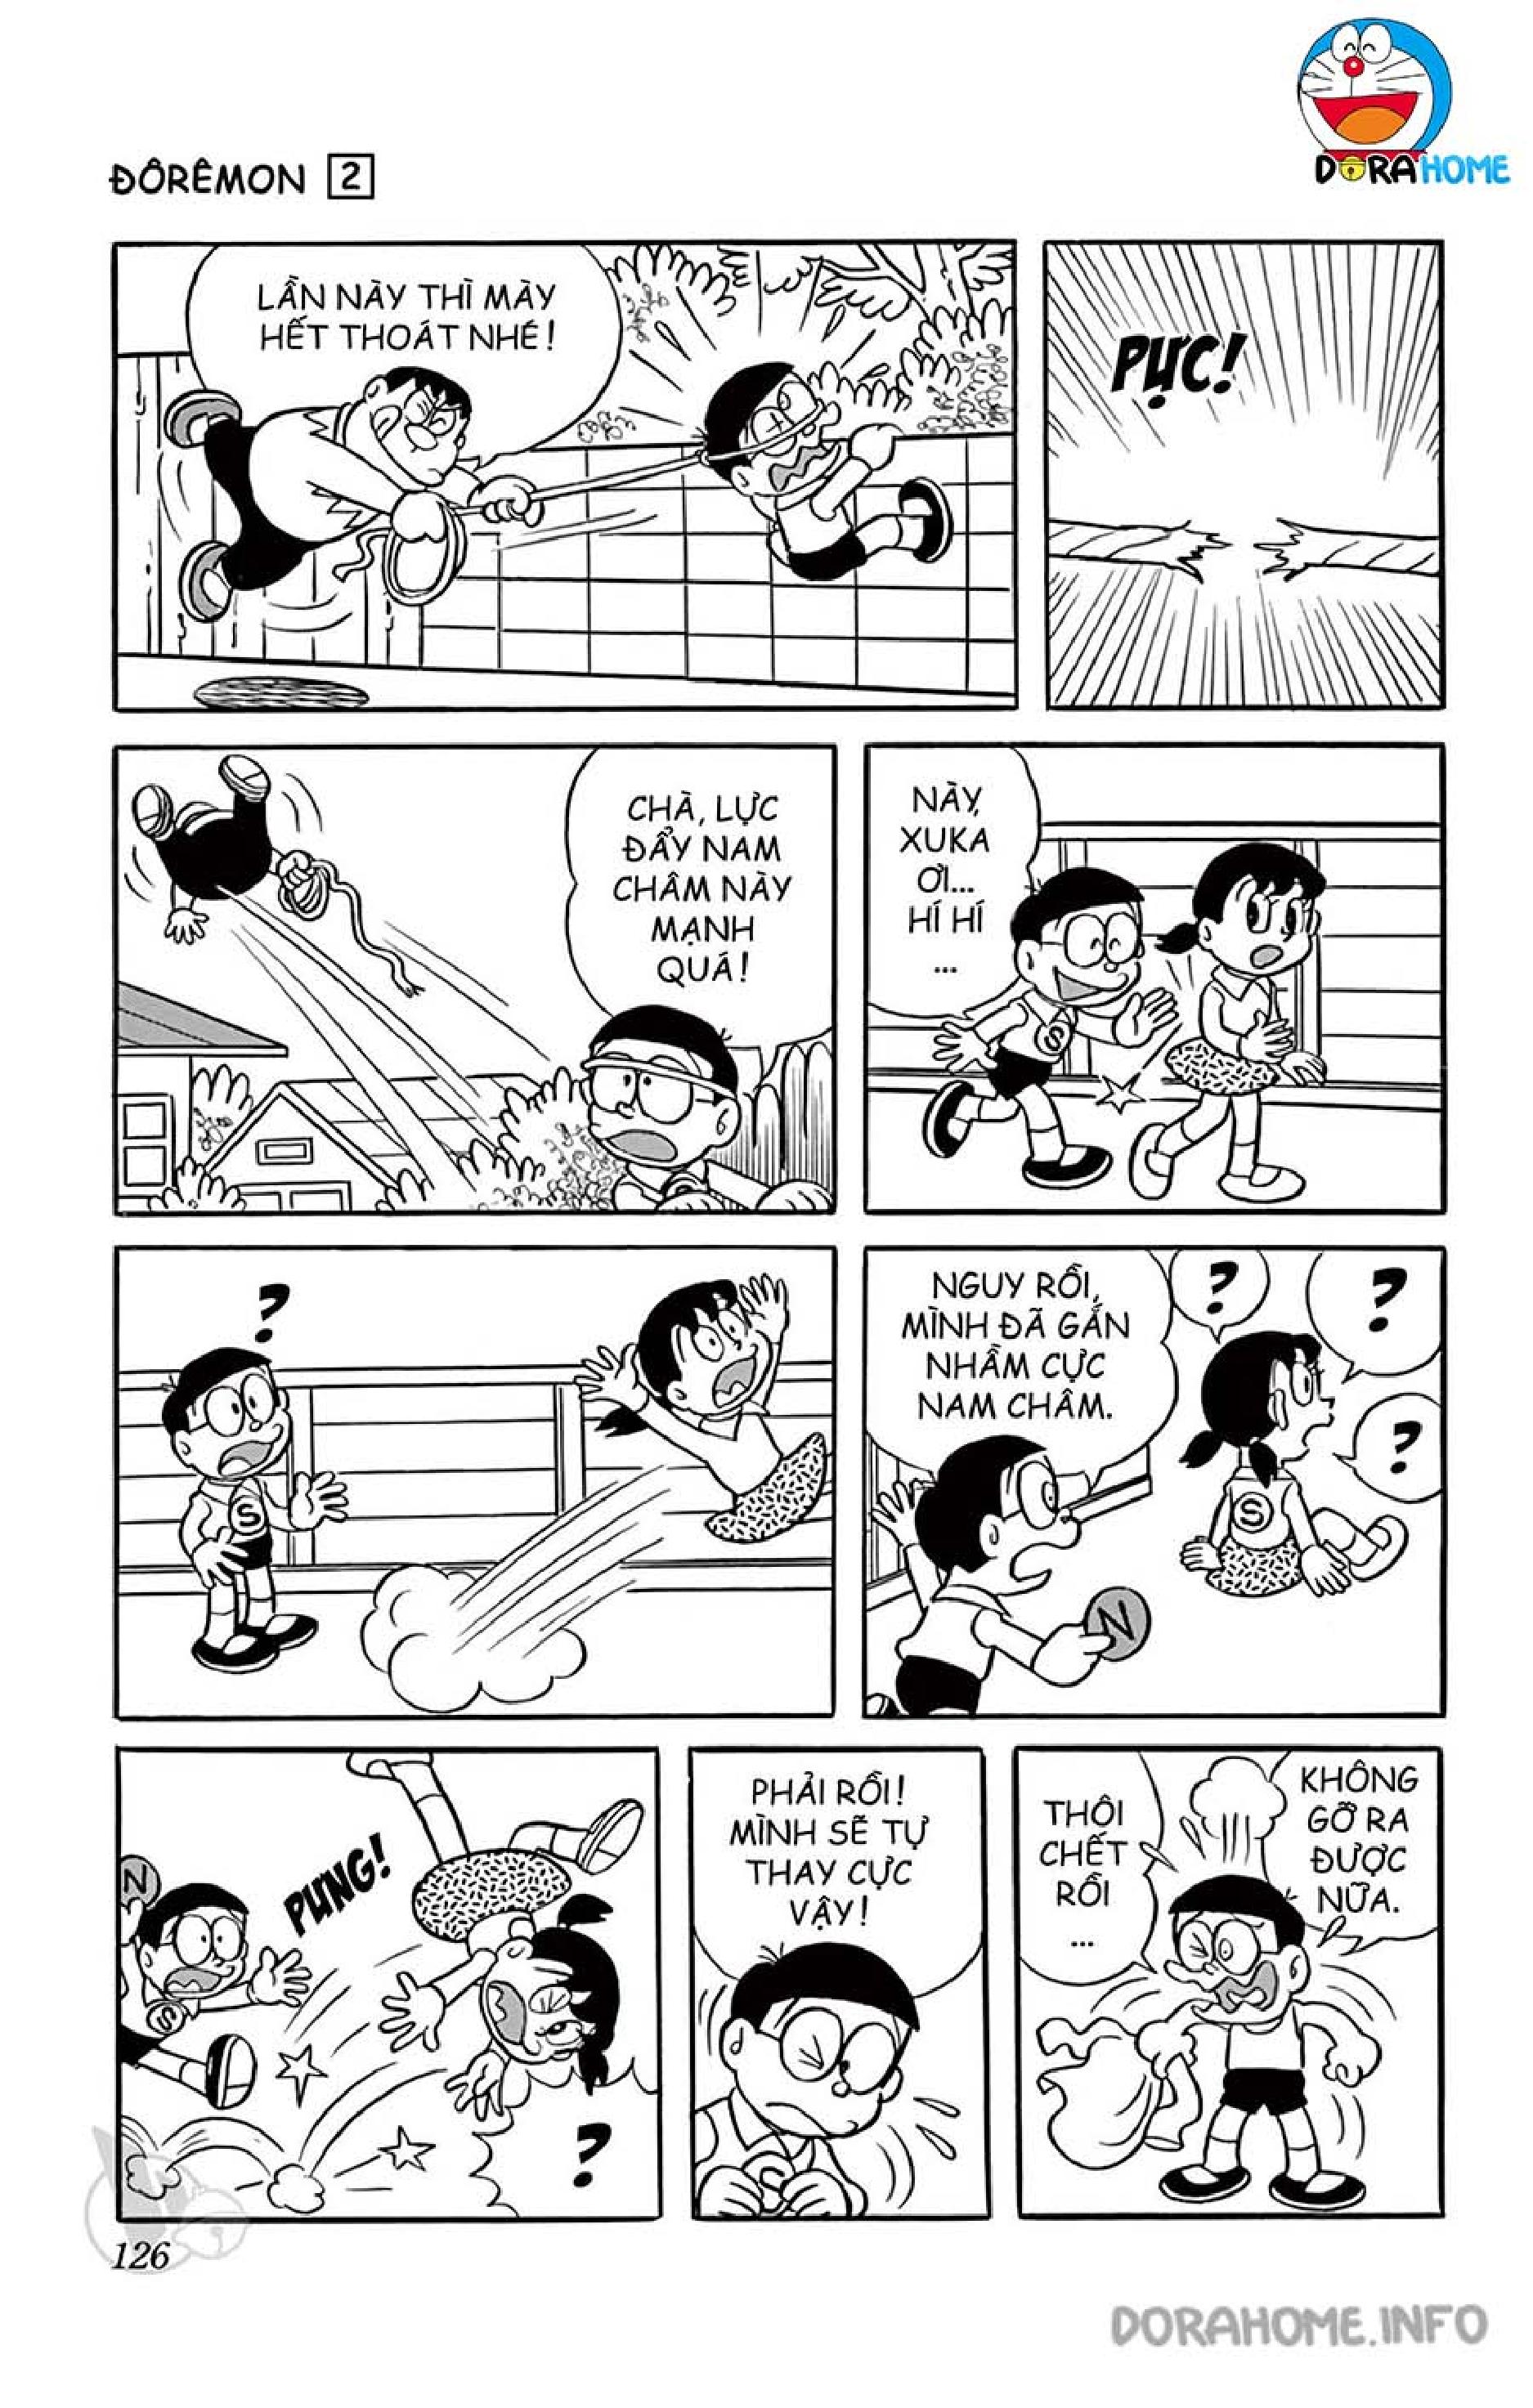 DORAHOME
ĐÔRÊMON 2
LẦN NÀY THÌ MÀY
HẾT THOÁT NHÉ!
PỰC!
CHÀ, LỰC
ĐẨY NAM
CHÂM NÀY
MẠNH
QUÁ!
NÀY,
XUKA
ƠI...
HÍ HÍ
...
S
?
S
NGUY RỒI,
MÌNH ĐÃ GẮN
NHẦM CỰC
NAM CHÂM.
?
?
?
S
N
N
PƯNG!
S
?
PHẢI RỒI!
MÌNH SẼ TỰ
THAY CỰC
VẬY!
S
THÔI
CHẾT
RỒI
...
KHÔNG
GỠ RA
ĐƯỢC
NỮA.
126
DORAHOME.INFO